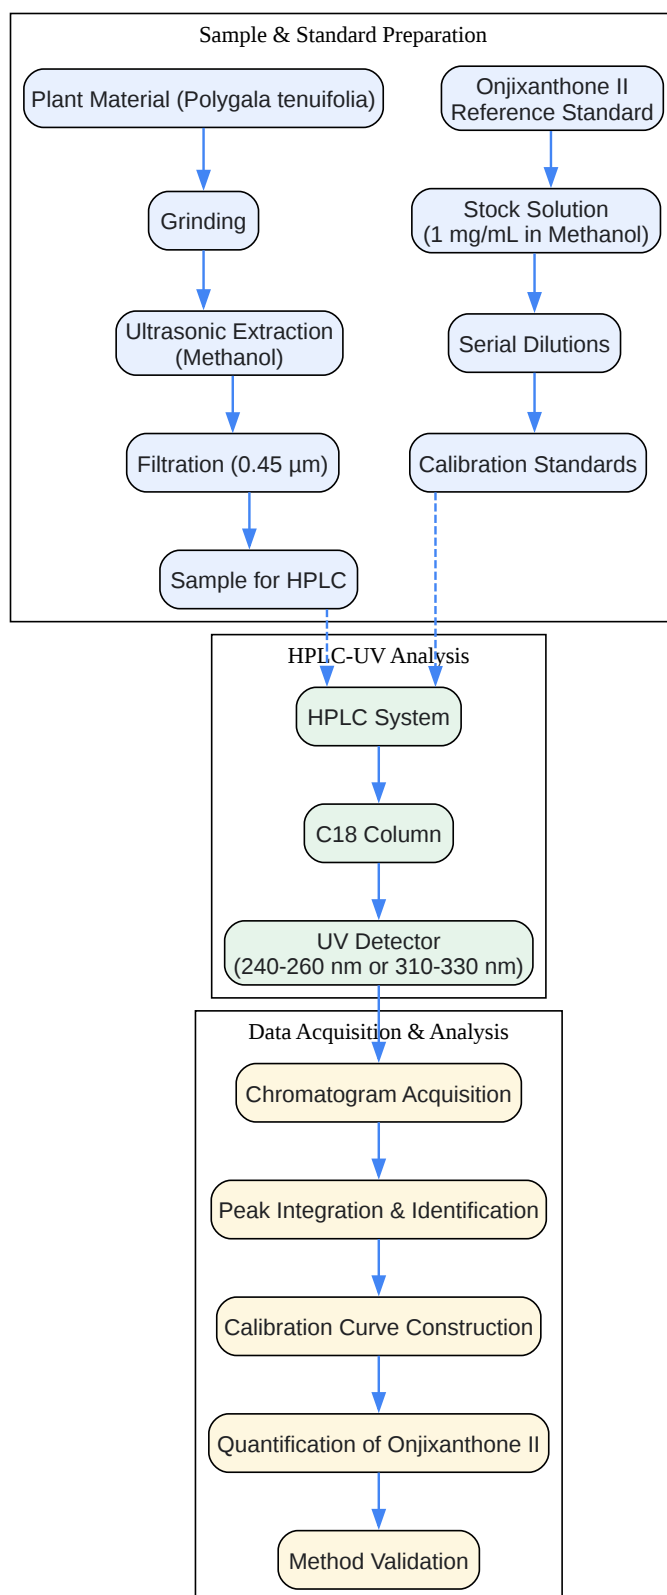 Sample & Standard Preparation
Plant Material (Polygala tenuifolia)
Grinding
Ultrasonic Extraction
(Methanol)
Filtration (0.45 µm)
Sample for HPLC
Onjixanthone II
Reference Standard
Stock Solution
(1 mg/mL in Methanol)
Serial Dilutions
Calibration Standards
HPLC-UV Analysis
HPLC System
C18 Column
UV Detector
(240-260 nm or 310-330 nm)
Data Acquisition & Analysis
Chromatogram Acquisition
Peak Integration & Identification
Calibration Curve Construction
Quantification of Onjixanthone II
Method Validation